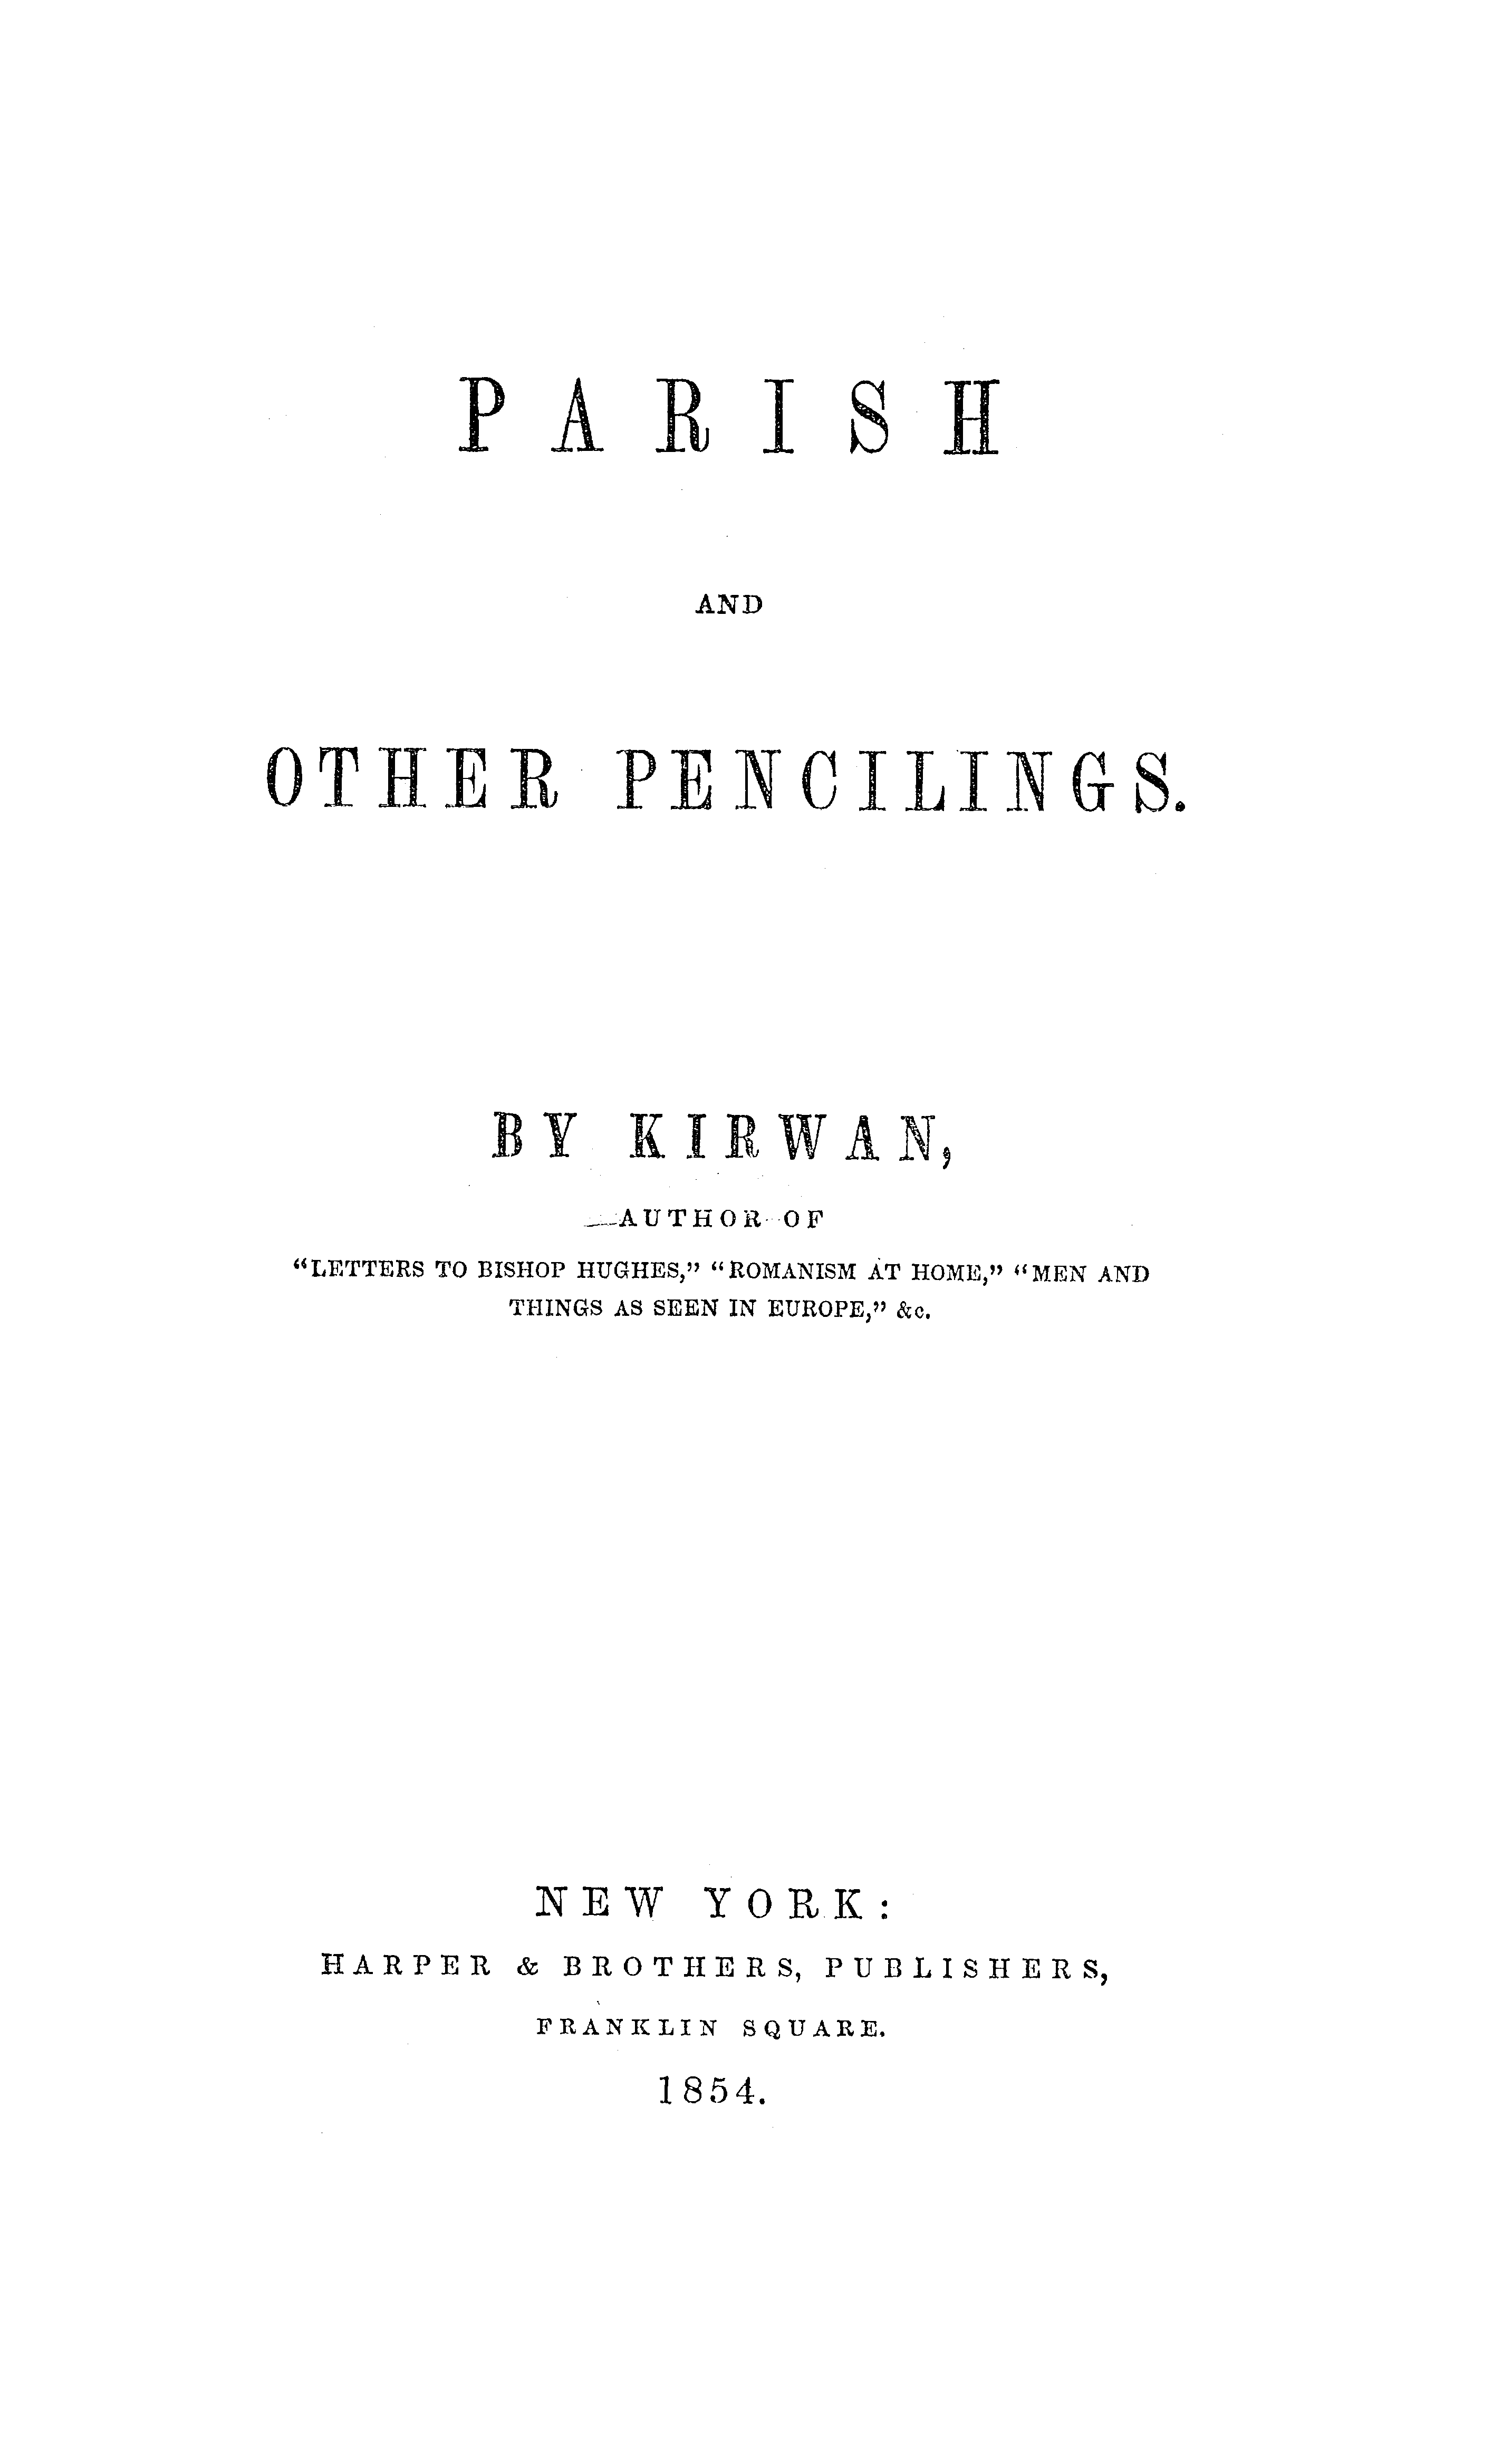 PARISH
AND
OTHER PENCILINGS.
BY KIRWAN,
AUTHOR OF
“LETTERS TO BISHOP HUGHES,” “ROMANISM AT HOME,” “MEN AND
THINGS AS SEEN IN EUROPE,” &c.
NEW YORK:
HARPER & BROTHERS, PUBLISHERS,
FRANKLIN SQUARE.
1854.